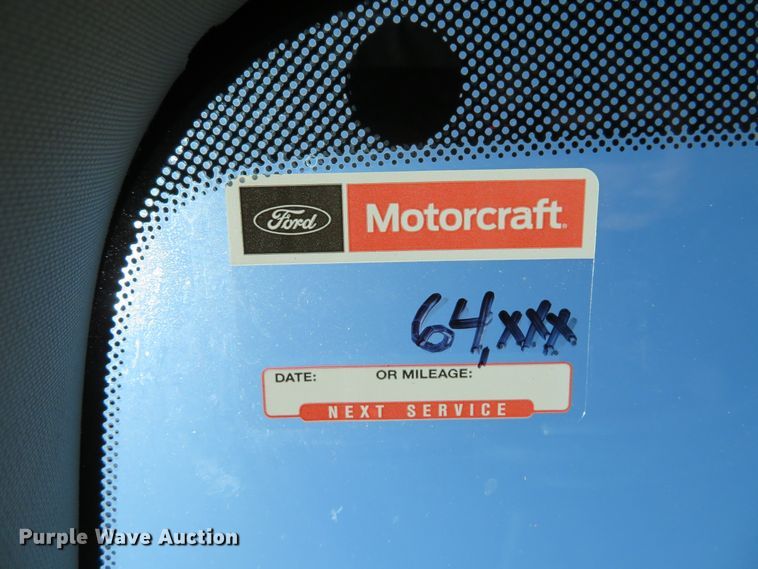 Ford Motorcraft
64,xxx
DATE: OR MILEAGE:
NEXT SERVICE
Purple Wave Auction